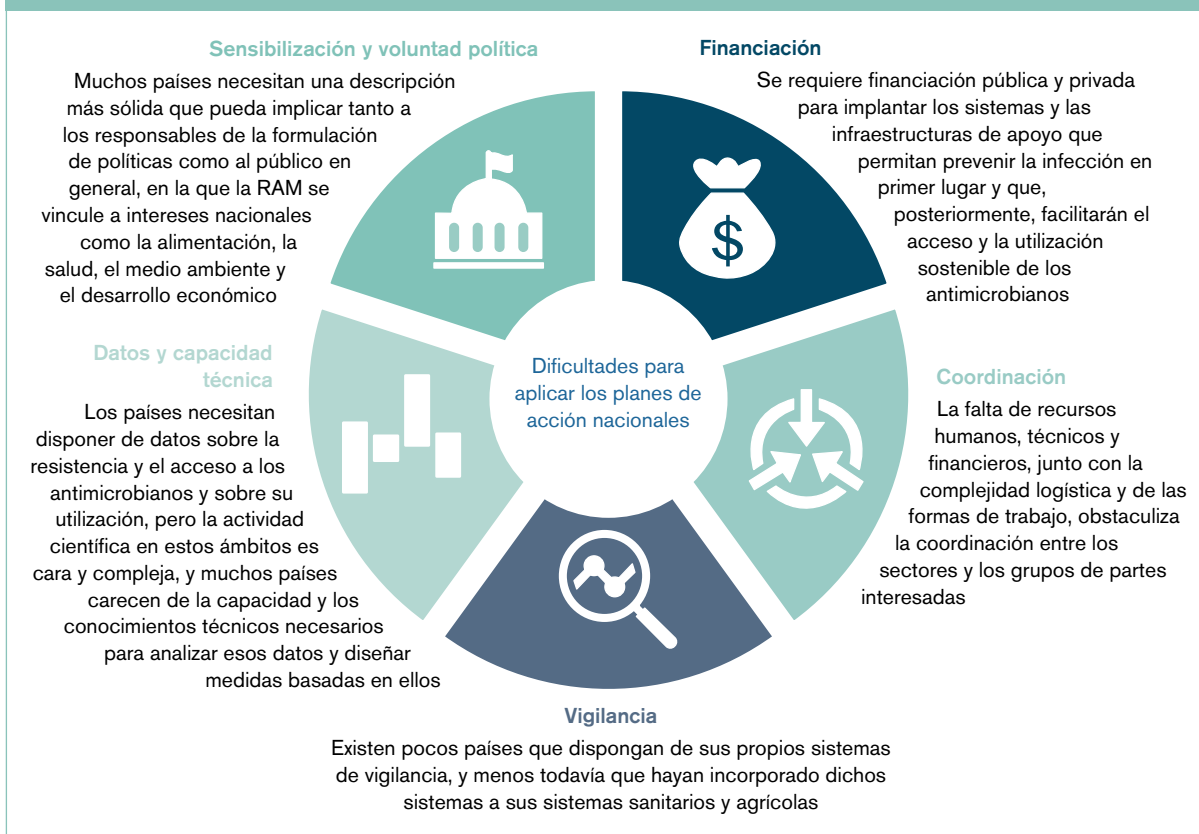 Sensibilización y voluntad política
Muchos países necesitan una descripción
más sólida que pueda implicar tanto a
los responsables de la formulación
de políticas como al público en
general, en la que la RAM se
vincule a intereses nacionales
como la alimentación, la
salud, el medio ambiente y
el desarrollo económico
Financiación
Se requiere financiación pública y privada
para implantar los sistemas y las
infraestructuras de apoyo que
permitan prevenir la infección en
primer lugar y que,
posteriormente, facilitarán el
acceso y la utilización
sostenible de los
antimicrobianos
$
Dificultades para
aplicar los planes de
acción nacionales
Datos y capacidad
técnica
Los países necesitan
disponer de datos sobre la
resistencia y el acceso a los
antimicrobianos y sobre su
utilización, pero la actividad
científica en estos ámbitos es
cara y compleja, y muchos países
carecen de la capacidad y los
conocimientos técnicos necesarios
para analizar esos datos y diseñar
medidas basadas en ellos
Coordinación
La falta de recursos
humanos, técnicos y
financieros, junto con la
complejidad logística y de las
formas de trabajo, obstaculiza
la coordinación entre los
sectores y los grupos de partes
interesadas
Vigilancia
Existen pocos países que dispongan de sus propios sistemas
de vigilancia, y menos todavía que hayan incorporado dichos
sistemas a sus sistemas sanitarios y agrícolas